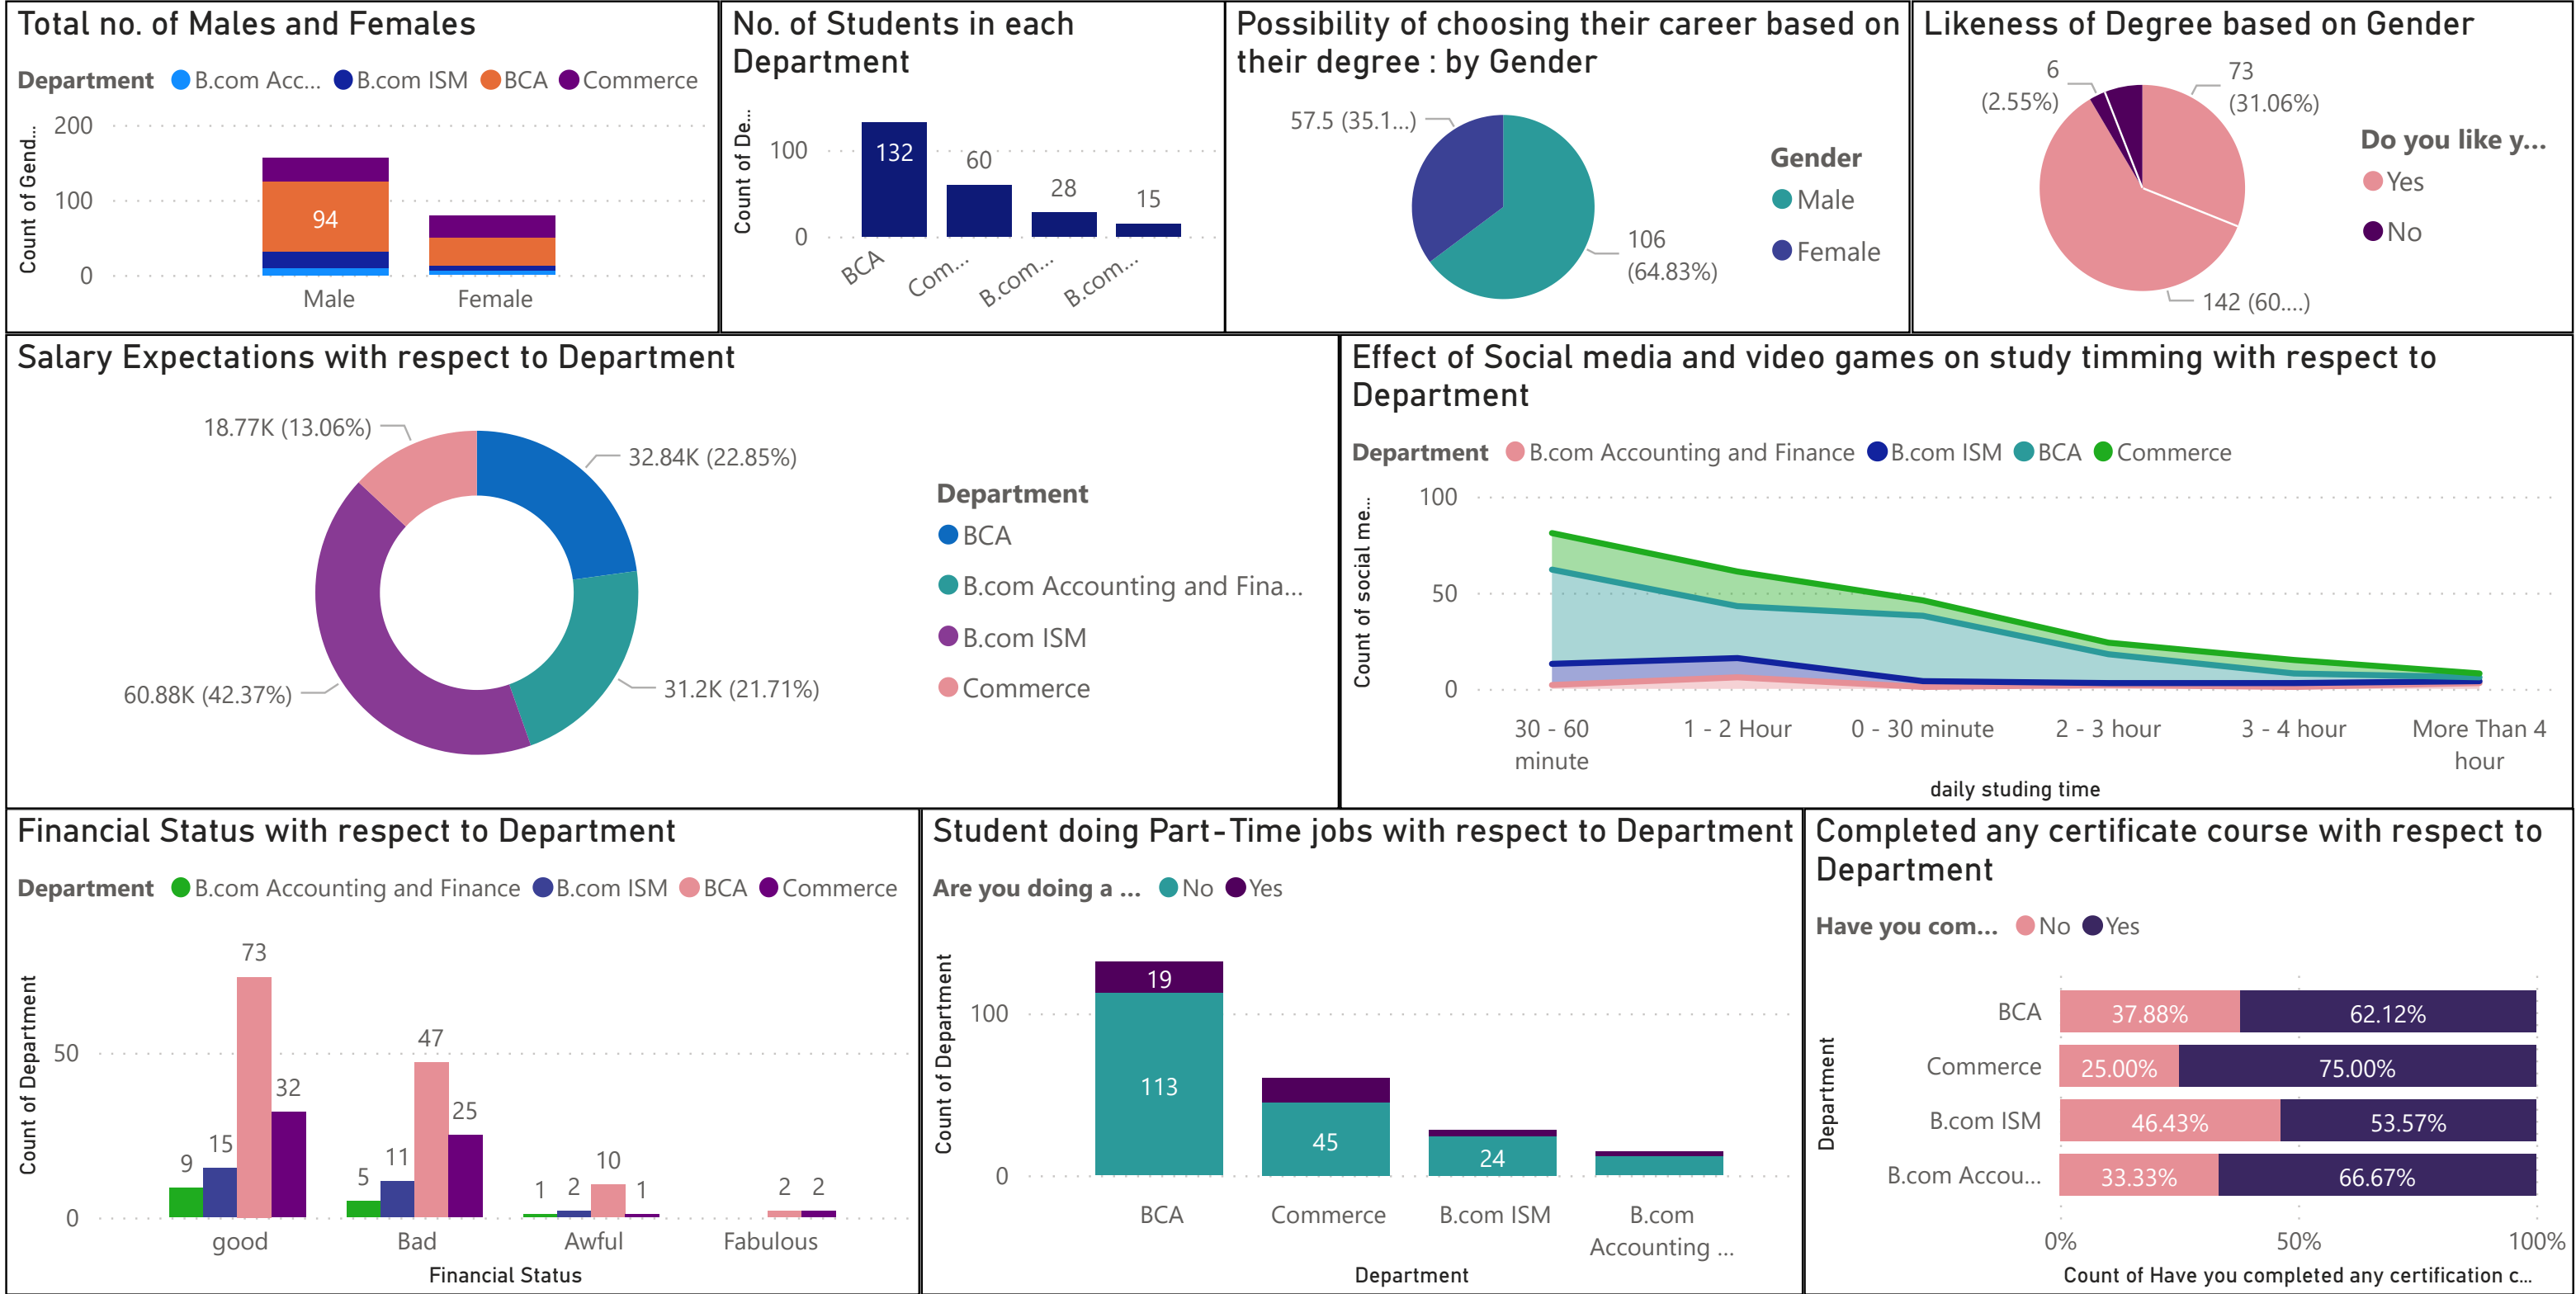 Total no. of Males and Females
Department B.com Acc... B.com ISM BCA Commerce
Count of Gend...
200
100
0
94
Male Female
No. of Students in each
Department
Count of De...
100
0
132
60
28
15
BCA
Com...
B.com...
B.com...
Possibility of choosing their career based on
their degree : by Gender
57.5 (35.1...)
106
(64.83%)
Gender
Male
Female
Likeness of Degree based on Gender
6
(2.55%)
73
(31.06%)
142 (60....)
Do you like y...
Yes
No
Salary Expectations with respect to Department
18.77K (13.06%)
32.84K (22.85%)
60.88K (42.37%)
31.2K (21.71%)
Department
BCA
B.com Accounting and Fina...
B.com ISM
Commerce
Effect of Social media and video games on study timming with respect to
Department
Department B.com Accounting and Finance B.com ISM BCA Commerce
Count of social me...
100
50
0
30 - 60
minute
1 - 2 Hour
0 - 30 minute
2 - 3 hour
3 - 4 hour
More Than 4
hour
daily studing time
Financial Status with respect to Department
Department B.com Accounting and Finance B.com ISM BCA Commerce
Count of Department
50
0
9
15
73
32
5
11
47
25
1
2
10
1
2
2
good Bad Awful Fabulous
Financial Status
Student doing Part-Time jobs with respect to Department
Are you doing a ... No Yes
Count of Department
100
0
19
113
45
24
BCA
Commerce
B.com ISM
B.com
Accounting ...
Department
Completed any certificate course with respect to
Department
Have you com... No Yes
Department
BCA 37.88% 62.12%
Commerce 25.00% 75.00%
B.com ISM 46.43% 53.57%
B.com Accou... 33.33% 66.67%
0% 50% 100%
Count of Have you completed any certification c...